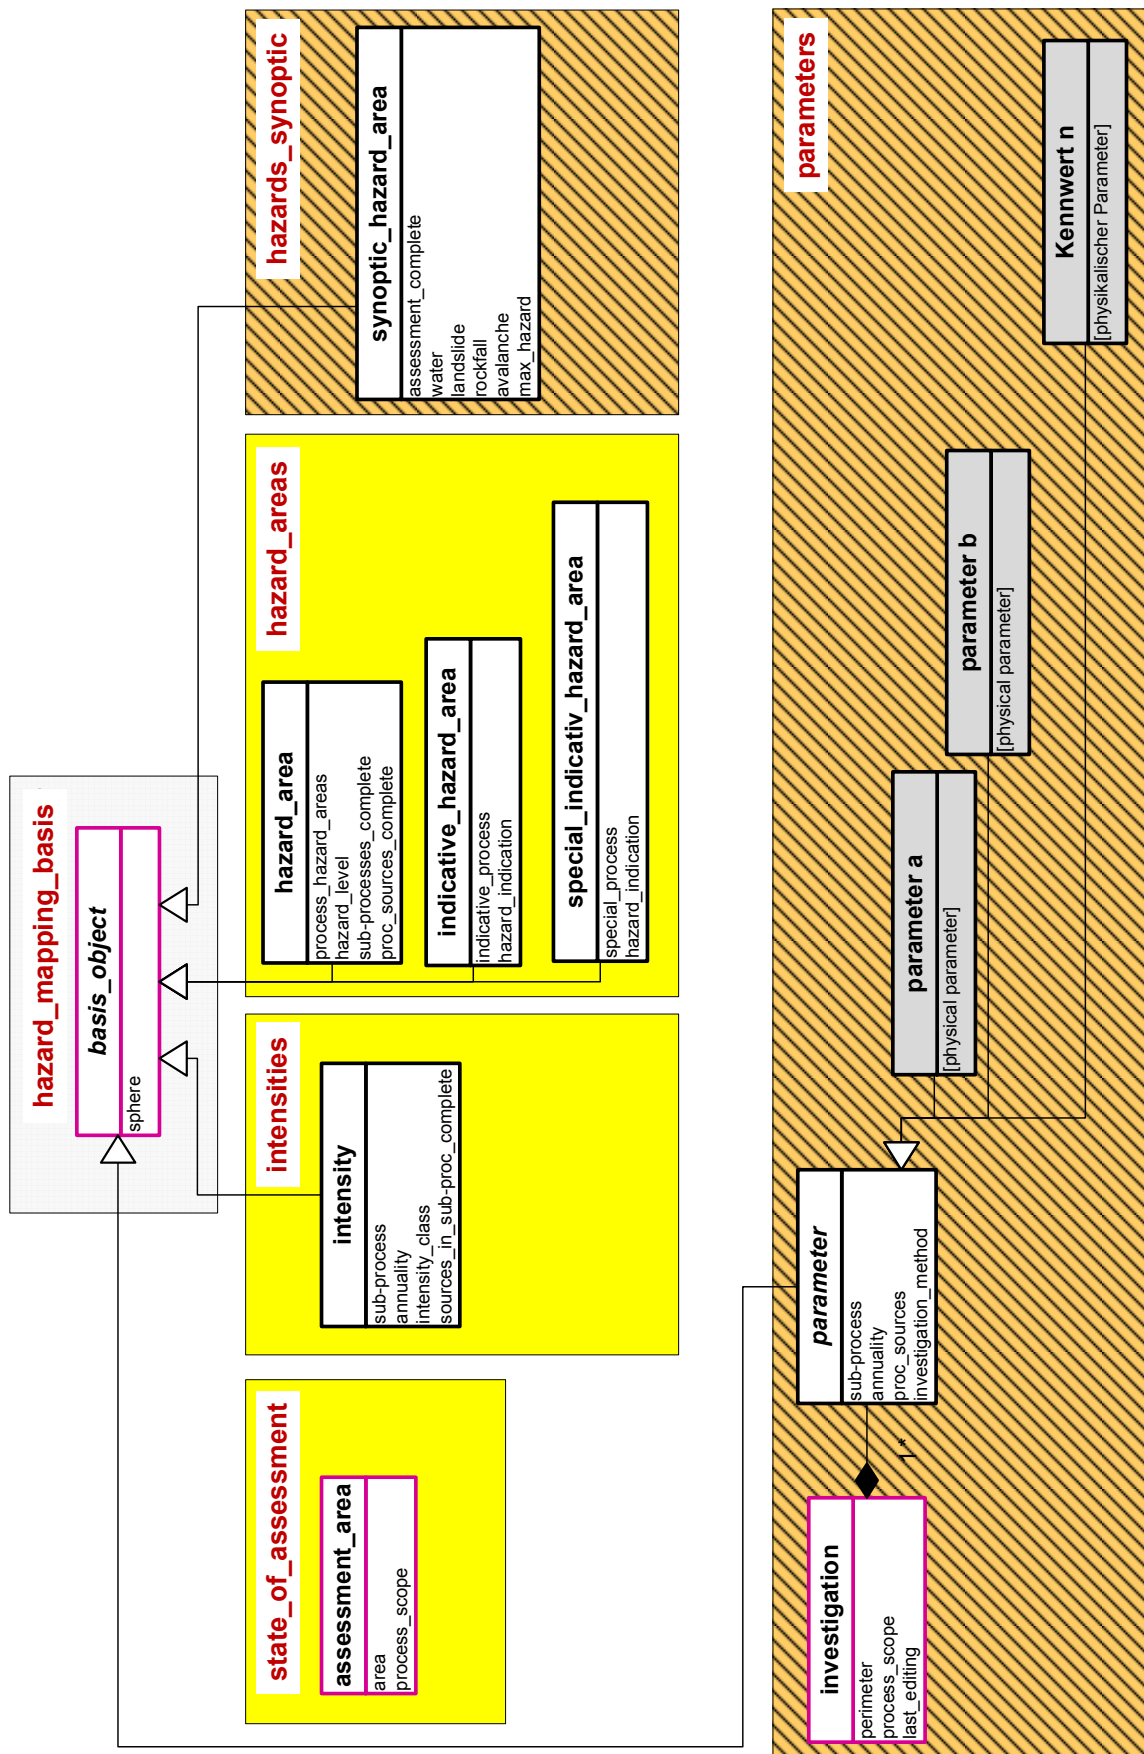 hazard_mapping_basis
basis_object
sphere
state_of_assessment
assessment_area
area
process_scope
intensities
intensity
sub-process
annuality
intensity_class
sources_in_sub-proc_complete
hazard_areas
hazard_area
process_hazard_areas
hazard_level
sub-processes_complete
proc_sources_complete
indicative_hazard_area
indicative_process
hazard_indication
special_indicativ_hazard_area
special_process
hazard_indication
hazards_synoptic
synoptic_hazard_area
assessment_complete
water
landslide
rockfall
avalanche
max_hazard
parameters
investigation
perimeter
process_scope
last_editing
1..*
parameter
sub-process
annuality
proc_sources
investigation_method
parameter a
[physical parameter]
parameter b
[physical parameter]
Kennwert n
[physikalischer Parameter]